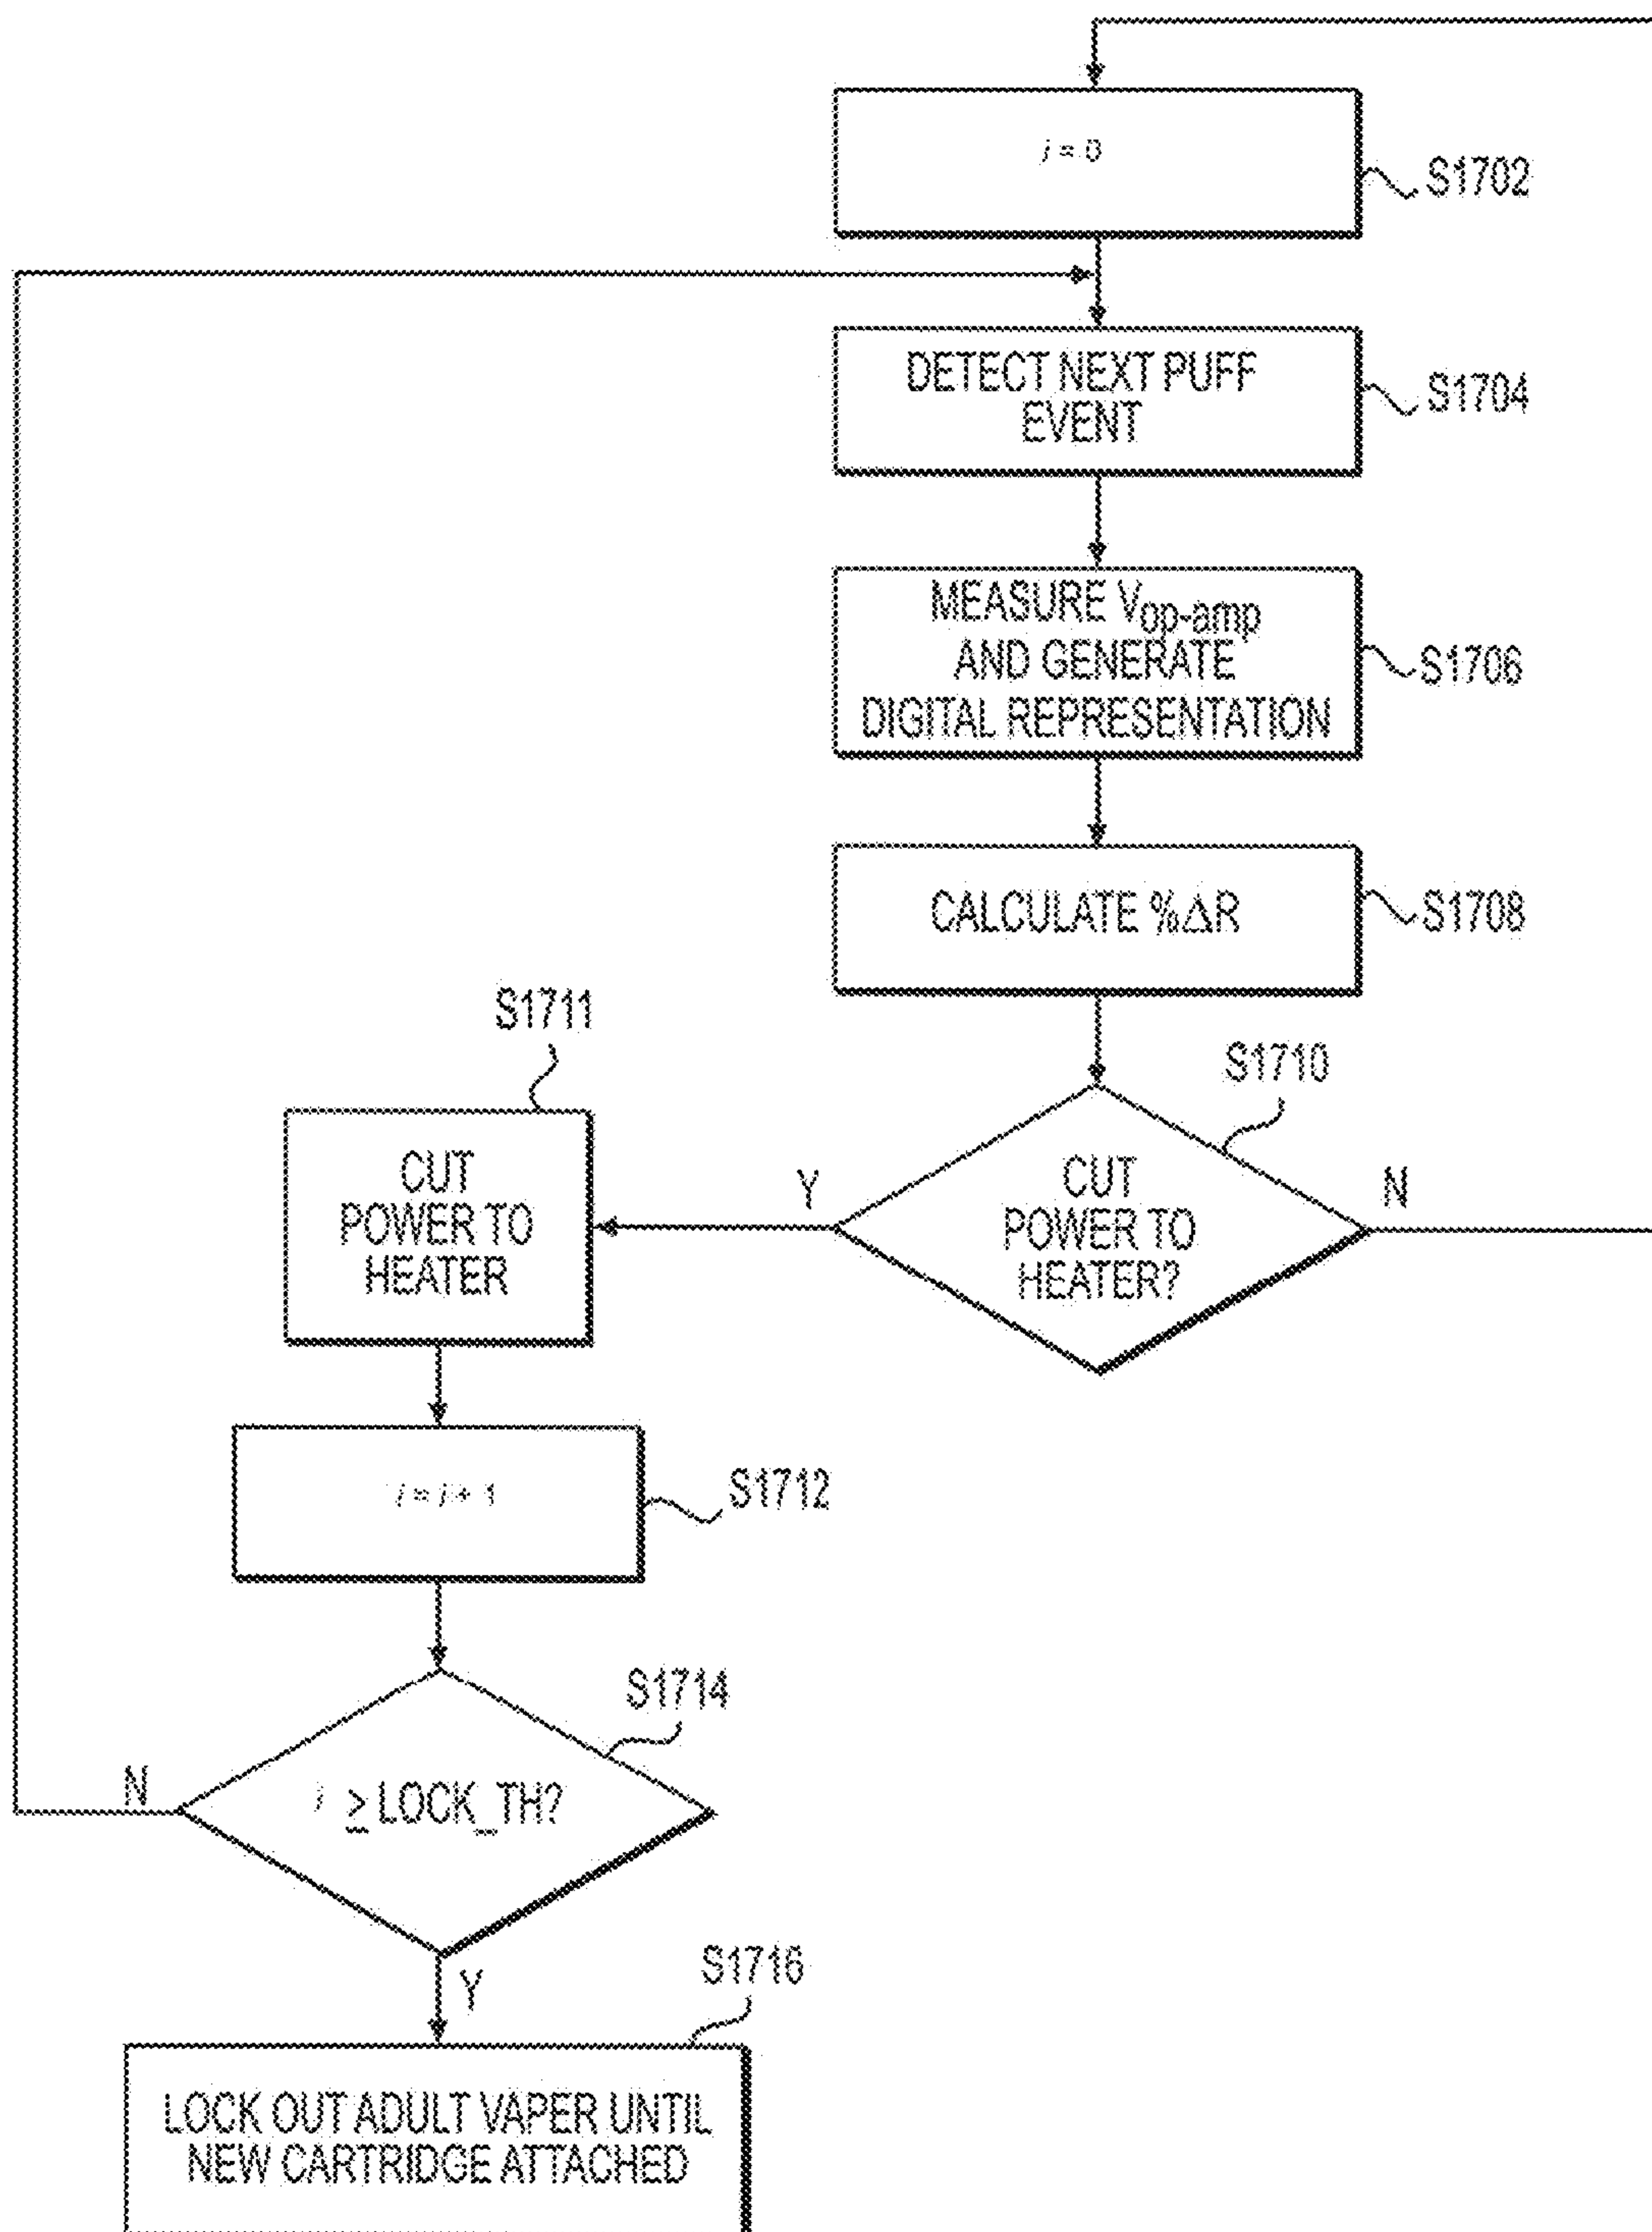 i = 0
S1702
DETECT NEXT PUFF
EVENT
S1704
MEASURE Vop-amp
AND GENERATE
DIGITAL REPRESENTATION
S1706
CALCULATE %ΔR
S1708
S1711
S1710
CUT
POWER TO
HEATER
Y
CUT
POWER TO
HEATER?
N
i = i + 1
S1712
S1714
N
i ≥ LOCK_TH?
Y
S1716
LOCK OUT ADULT VAPER UNTIL
NEW CARTRIDGE ATTACHED